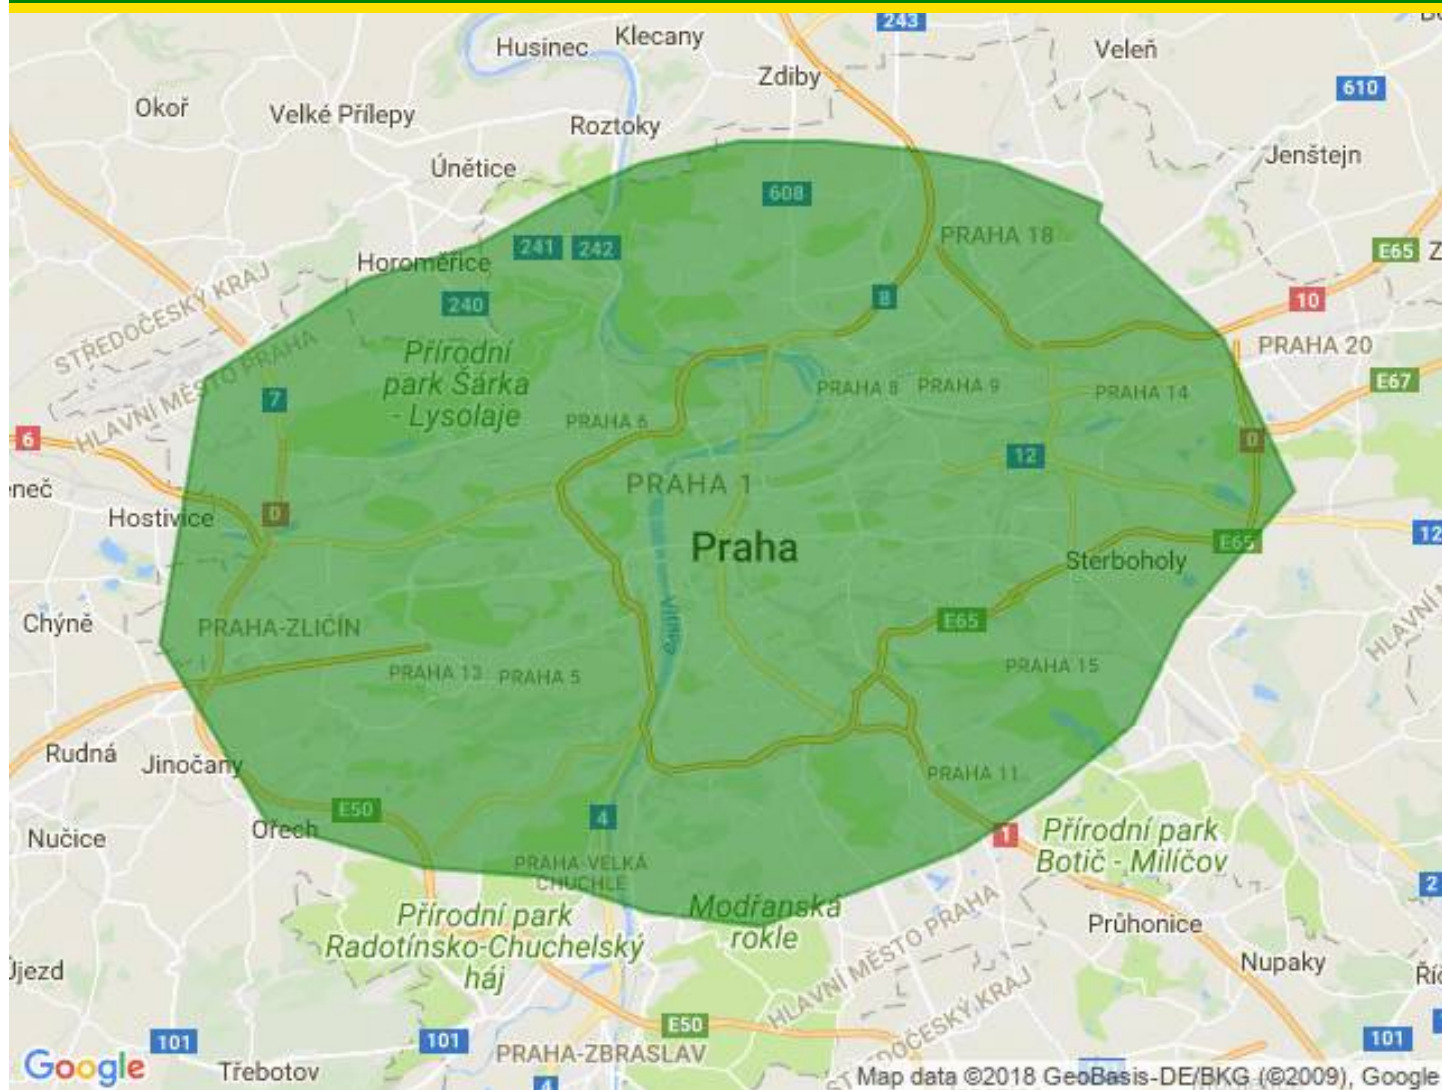 243
Klecany
Husinec
Veleň
Zdiby
610
Okoř
Velké Přílepy
Roztoky
Únětice
Jenštejn
608
PRAHA 18
241
242
E65
Horoměřice
STŘEDOČESKÝ KRAJ
240
8
10
HLAVNÍ MĚSTO PRAHA
Přírodní
park Šárka
- Lysolaje
PRAHA 20
E67
7
PRAHA 8
PRAHA 9
PRAHA 14
PRAHA 6
6
0
12
PRAHA 1
Hostivice
0
12
Praha
E65
Sterboholy
Chýně
PRAHA-ZLIČÍN
E65
PRAHA 13
PRAHA 5
PRAHA 15
Rudná
Jinočany
PRAHA 11
E50
4
Nučice
Ořech
1
Přírodní park
Botič - Milíčov
PRAHA-VELKÁ
CHUCHLE
2
Přírodní park
Radotínsko-Chuchelský
háj
Modřanská
rokle
HLAVNÍ MĚSTO PRAHA
Průhonice
Nupaky
STŘEDOČESKÝ KRAJ
E50
101
101
101
PRAHA-ZBRASLAV
Google
Třebotov
4
Map data ©2018 GeoBasis-DE/BKG (©2009), Google